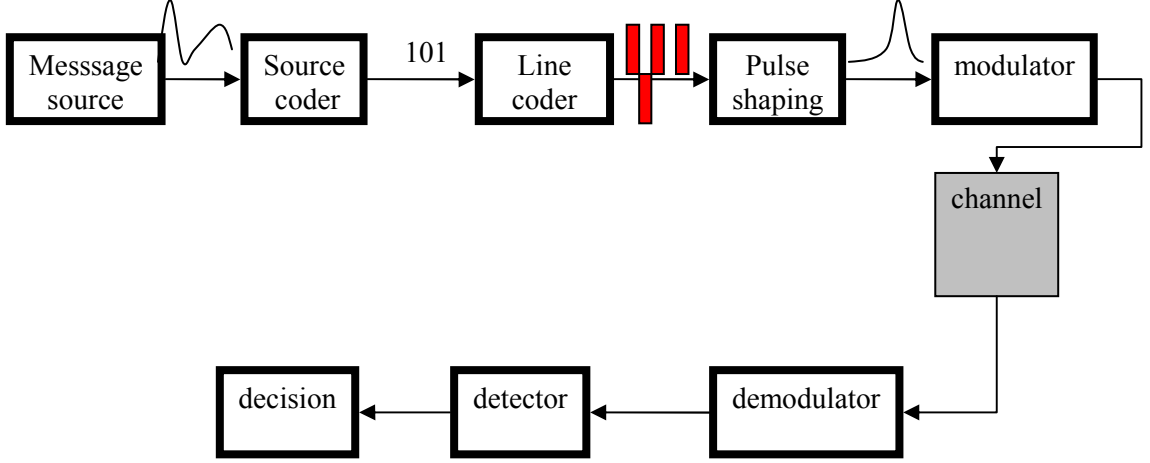 Messsage
source
Source
coder
101
Line
coder
Pulse
shaping
modulator
channel
decision
detector
demodulator